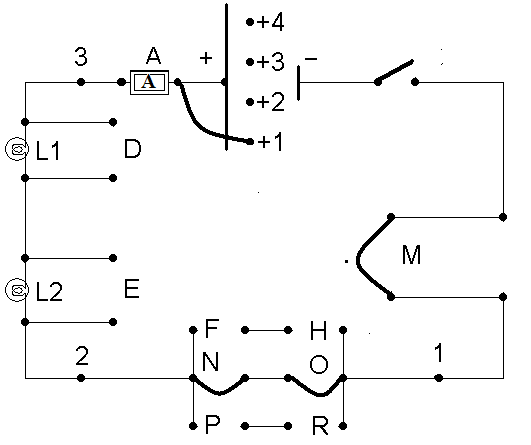 +4
3 A + +3 −
A
+2
+1
L1 D
M
L2 E
F H
2 N O 1
P R